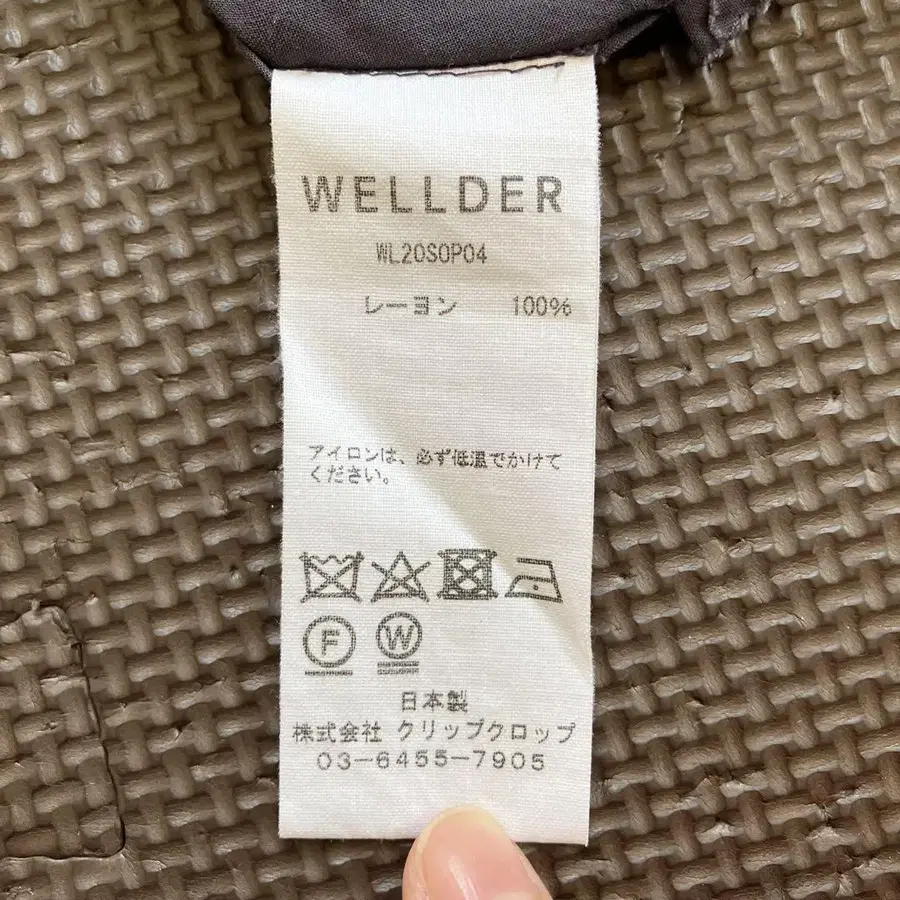 WELLDER
WL20SOP04
レーヨン 100%
アイロンは、必ず低温でかけて
ください。
F W
日本製
株式会社 クリップクロップ
03-6455-7905